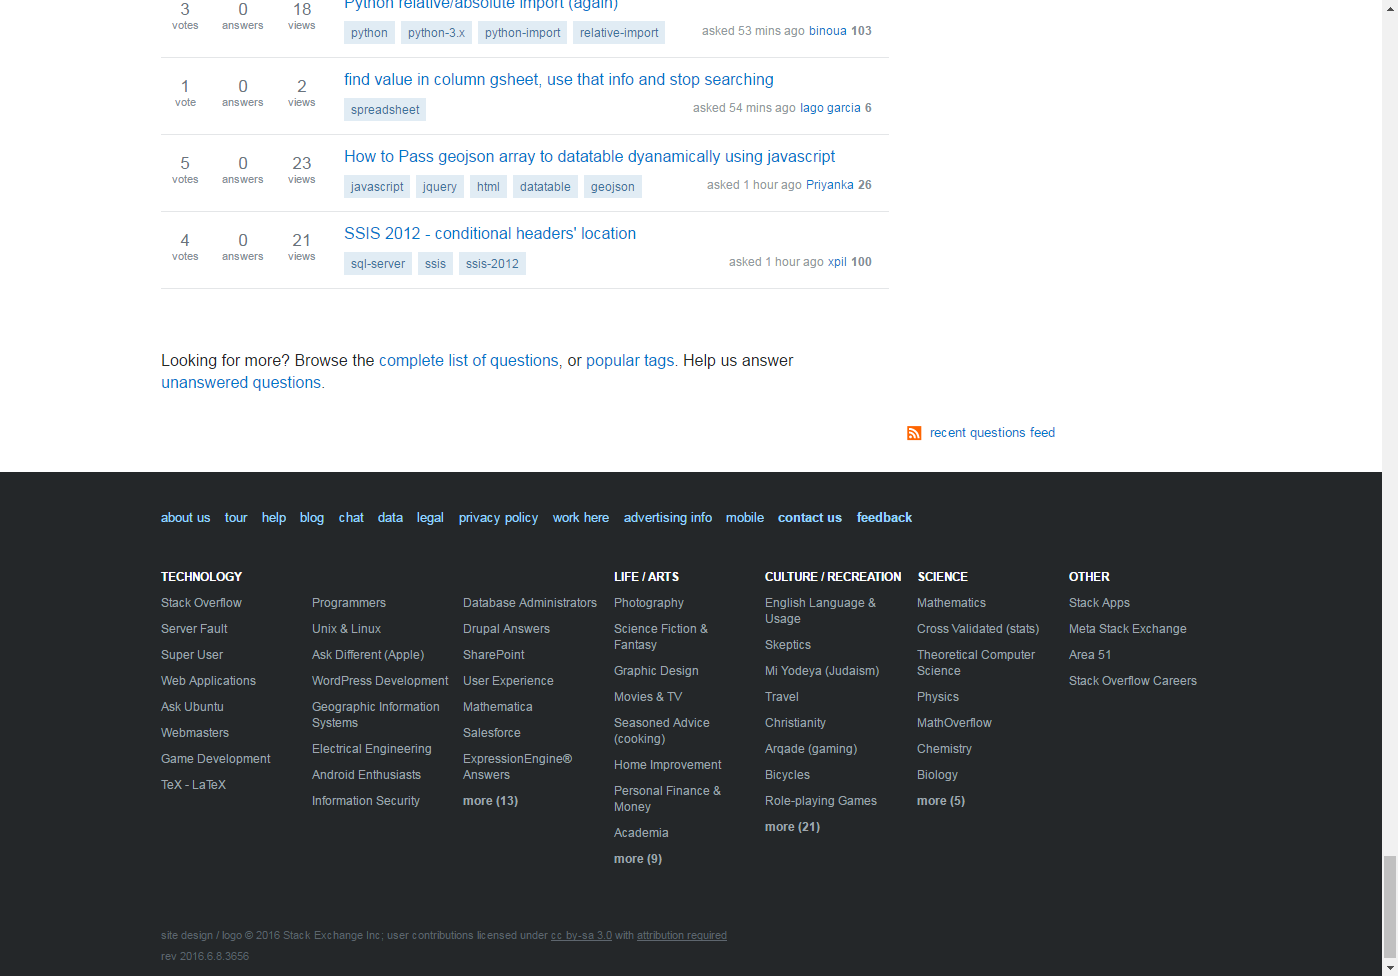 Python relative/absolute import (again)
3 0 18
votes answers views
python python-3.x python-import relative-import asked 53 mins ago binoua 103
find value in column gsheet, use that info and stop searching
1 0 2
vote answers views
spreadsheet asked 54 mins ago Iago garcia 6
How to Pass geojson array to datatable dyanamically using javascript
5 0 23
votes answers views
javascript jquery html datatable geojson asked 1 hour ago Priyanka 26
SSIS 2012 - conditional headers' location
4 0 21
votes answers views
sql-server ssis ssis-2012 asked 1 hour ago xpil 100
Looking for more? Browse the complete list of questions, or popular tags. Help us answer
unanswered questions.
recent questions feed
about us tour help blog chat data legal privacy policy work here advertising info mobile contact us feedback
TECHNOLOGY
Stack Overflow
Server Fault
Super User
Web Applications
Ask Ubuntu
Webmasters
Game Development
TeX - LaTeX
Programmers
Unix & Linux
Ask Different (Apple)
WordPress Development
Geographic Information
Systems
Electrical Engineering
Android Enthusiasts
Information Security
Database Administrators
Drupal Answers
SharePoint
User Experience
Mathematica
Salesforce
ExpressionEngine®
Answers
more (13)
LIFE / ARTS
Photography
Science Fiction &
Fantasy
Graphic Design
Movies & TV
Seasoned Advice
(cooking)
Home Improvement
Personal Finance &
Money
Academia
more (9)
CULTURE / RECREATION
English Language &
Usage
Skeptics
Mi Yodeya (Judaism)
Travel
Christianity
Arqade (gaming)
Bicycles
Role-playing Games
more (21)
SCIENCE
Mathematics
Cross Validated (stats)
Theoretical Computer
Science
Physics
MathOverflow
Chemistry
Biology
more (5)
OTHER
Stack Apps
Meta Stack Exchange
Area 51
Stack Overflow Careers
site design / logo © 2016 Stack Exchange Inc; user contributions licensed under cc by-sa 3.0 with attribution required
rev 2016.6.8.3656